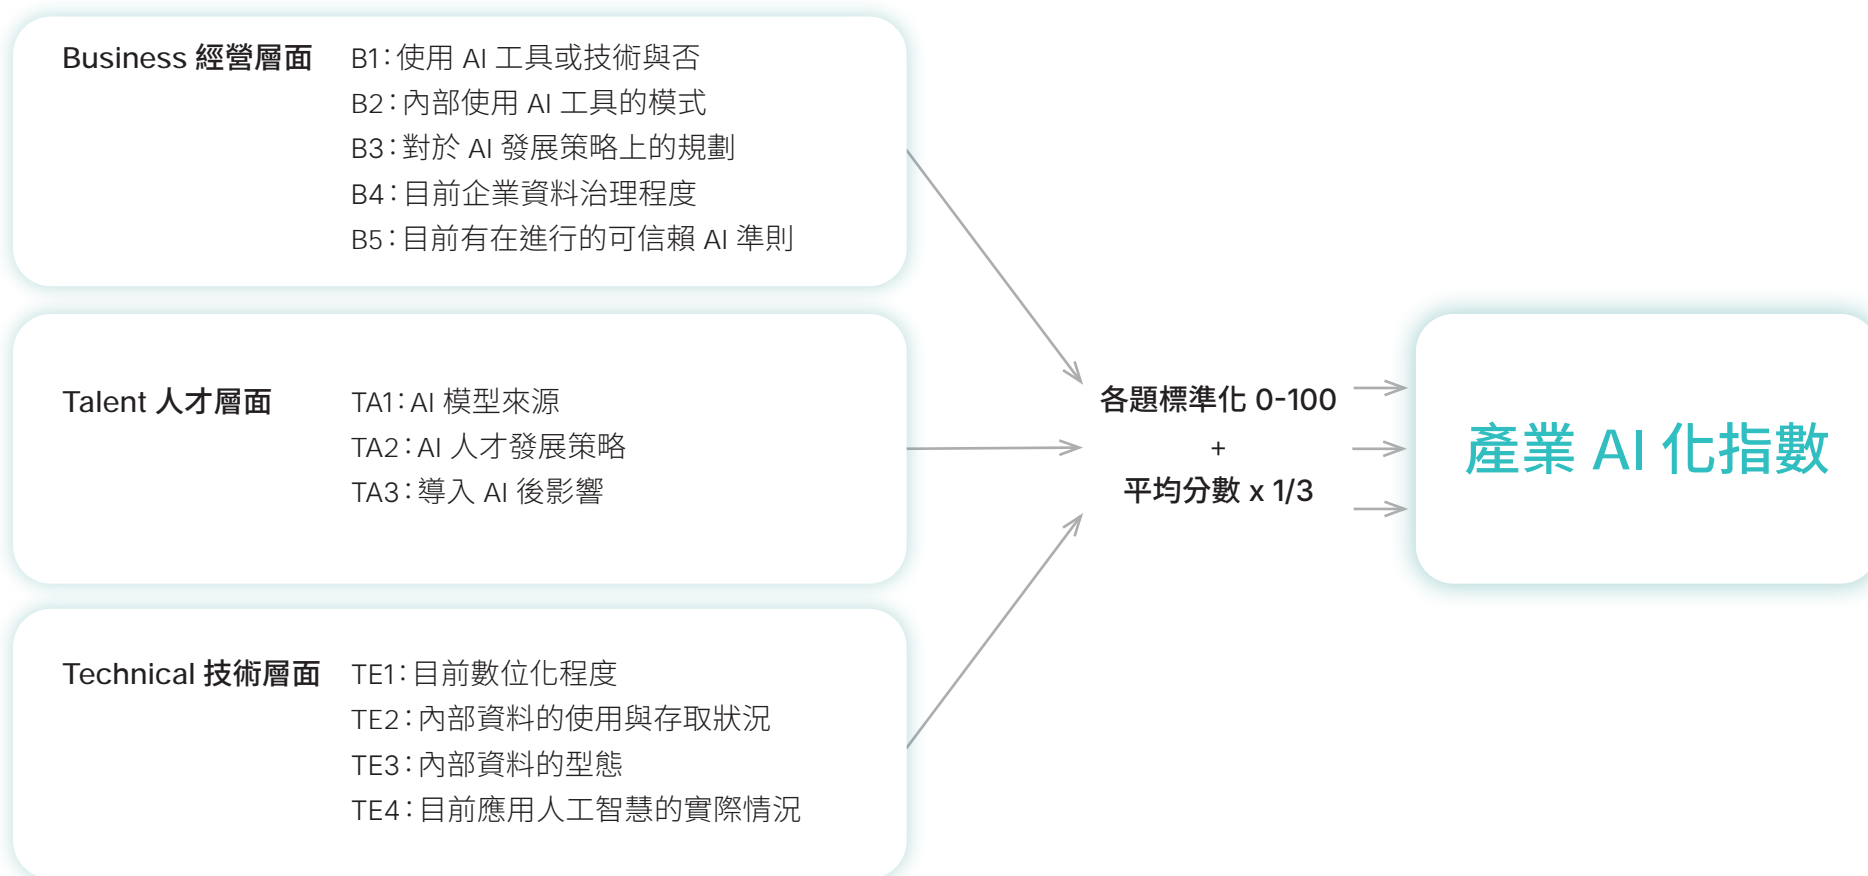 Business 經營層面
B1：使用 AI 工具或技術與否
B2：內部使用 AI 工具的模式
B3：對於 AI 發展策略上的規劃
B4：目前企業資料治理程度
B5：目前有在進行的可信賴 AI 準則
Talent 人才層面
TA1：AI 模型來源
TA2：AI 人才發展策略
TA3：導入 AI 後影響
Technical 技術層面
TE1：目前數位化程度
TE2：內部資料的使用與存取狀況
TE3：內部資料的型態
TE4：目前應用人工智慧的實際情況
各題標準化 0-100
+
平均分數 x 1/3
產業 AI 化指數